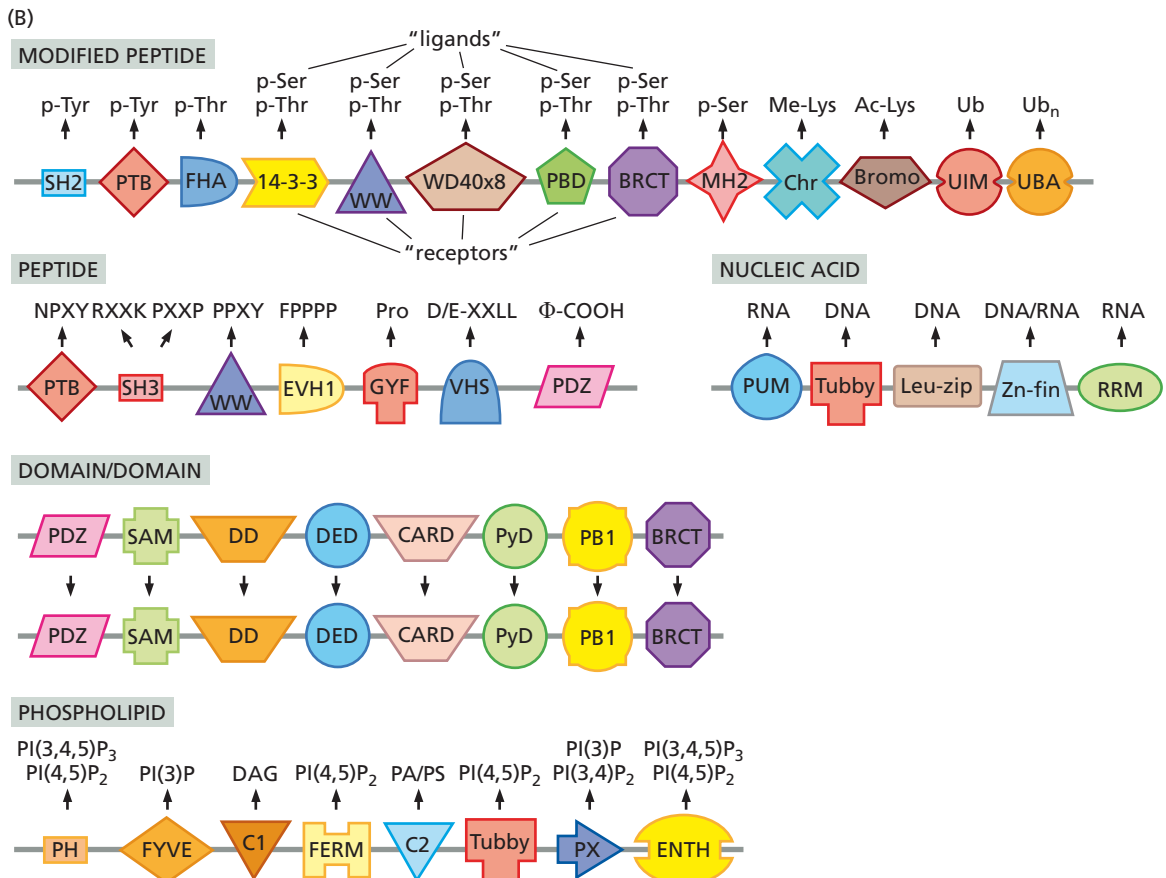 (B)
MODIFIED PEPTIDE
"ligands"
p-Ser p-Ser p-Ser p-Ser p-Ser
p-Tyr p-Tyr p-Thr p-Thr p-Thr p-Thr p-Thr p-Thr p-Ser Me-Lys Ac-Lys Ub Ubn
SH2 PTB FHA 14-3-3 WW WD40x8 PBD BRCT MH2 Chr Bromo UIM UBA
"receptors"
PEPTIDE
NPXY RXXK PXXP PPXY FPPPP Pro D/E-XXLL Φ-COOH
PTB SH3 WW EVH1 GYF VHS PDZ
NUCLEIC ACID
RNA DNA DNA DNA/RNA RNA
PUM Tubby Leu-zip Zn-fin RRM
DOMAIN/DOMAIN
PDZ SAM DD DED CARD PyD PB1 BRCT
PDZ SAM DD DED CARD PyD PB1 BRCT
PHOSPHOLIPID
PI(3,4,5)P3 PI(3)P PI(3,4,5)P3
PI(4,5)P2 PI(3)P DAG PI(4,5)P2 PA/PS PI(4,5)P2 PI(3,4)P2 PI(4,5)P2
PH FYVE C1 FERM C2 Tubby PX ENTH